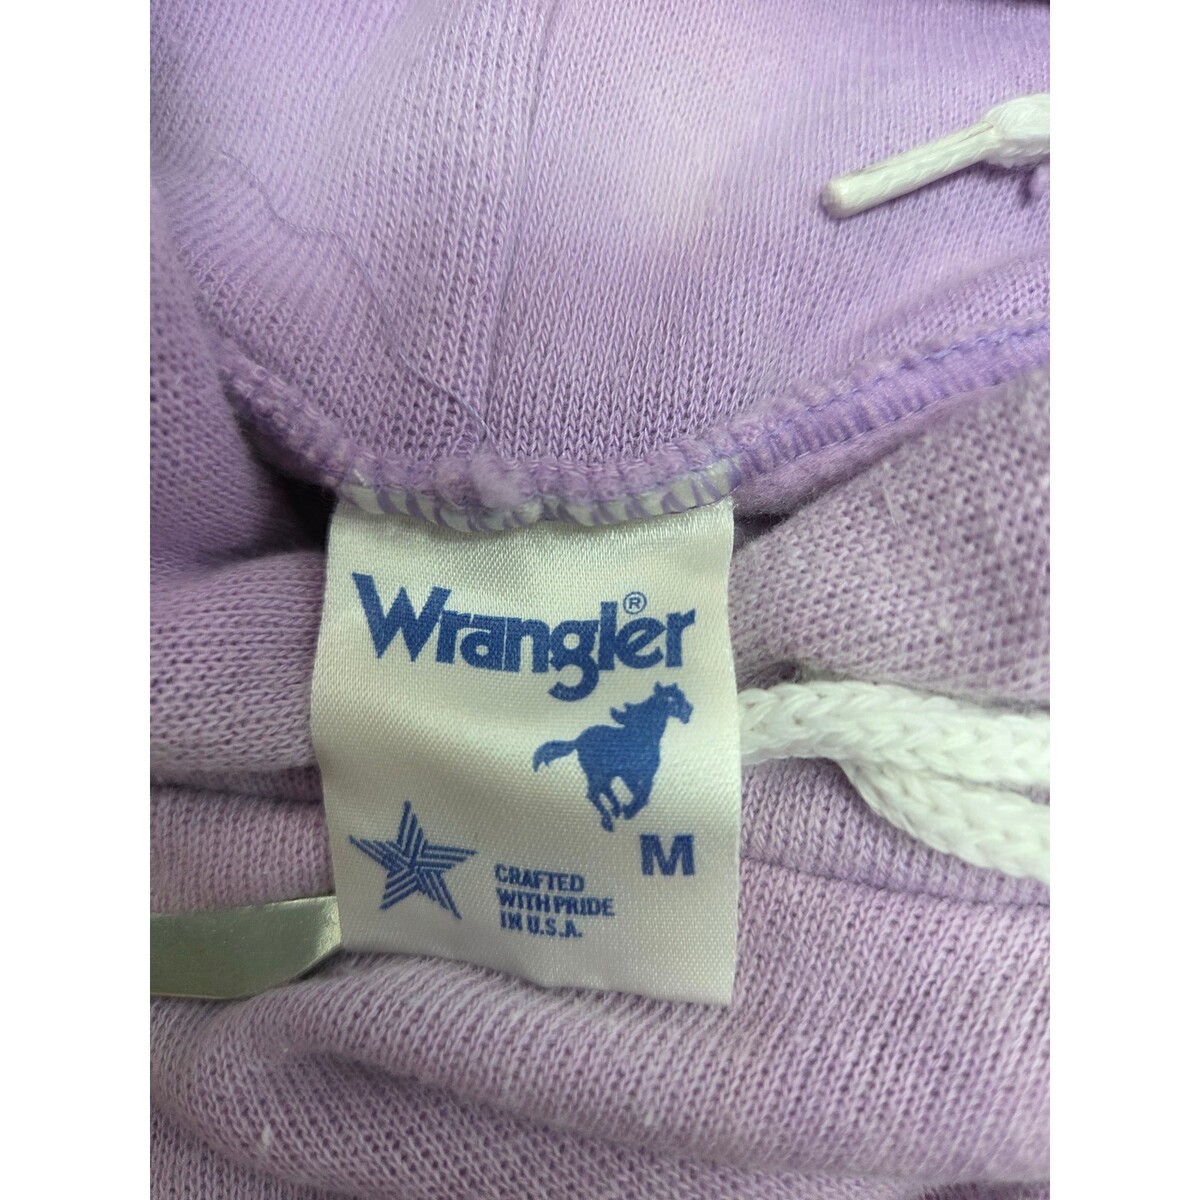 Wrangler®
M
CRAFTED
WITH PRIDE
IN U.S.A.